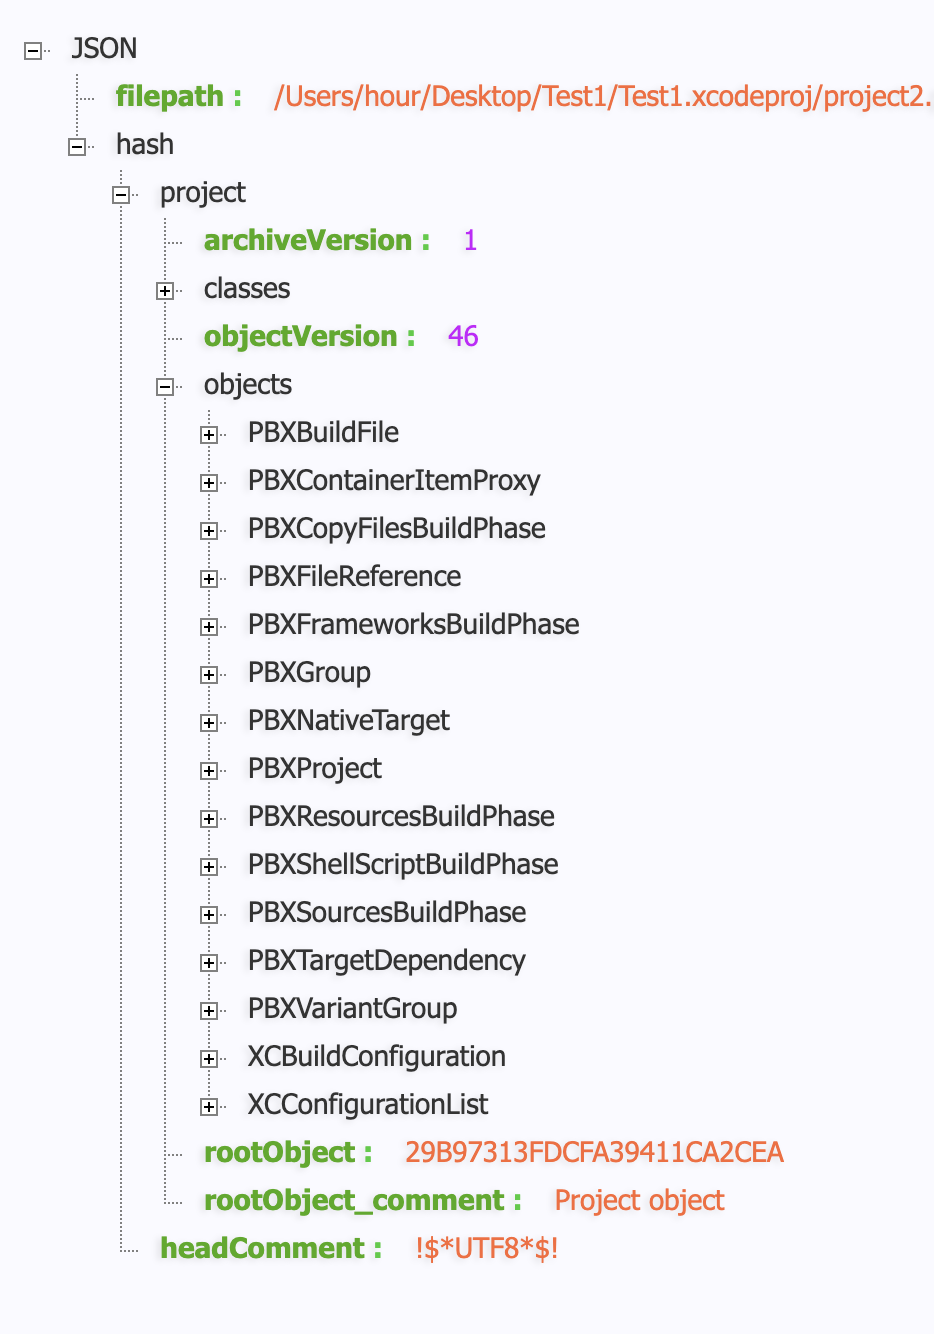 JSON
filepath : /Users/hour/Desktop/Test1/Test1.xcodeproj/project2.
hash
project
archiveVersion : 1
classes
objectVersion : 46
objects
PBXBuildFile
PBXContainerItemProxy
PBXCopyFilesBuildPhase
PBXFileReference
PBXFrameworksBuildPhase
PBXGroup
PBXNativeTarget
PBXProject
PBXResourcesBuildPhase
PBXShellScriptBuildPhase
PBXSourcesBuildPhase
PBXTargetDependency
PBXVariantGroup
XCBuildConfiguration
XCConfigurationList
rootObject : 29B97313FDCFA39411CA2CEA
rootObject_comment : Project object
headComment : !$*UTF8*$!